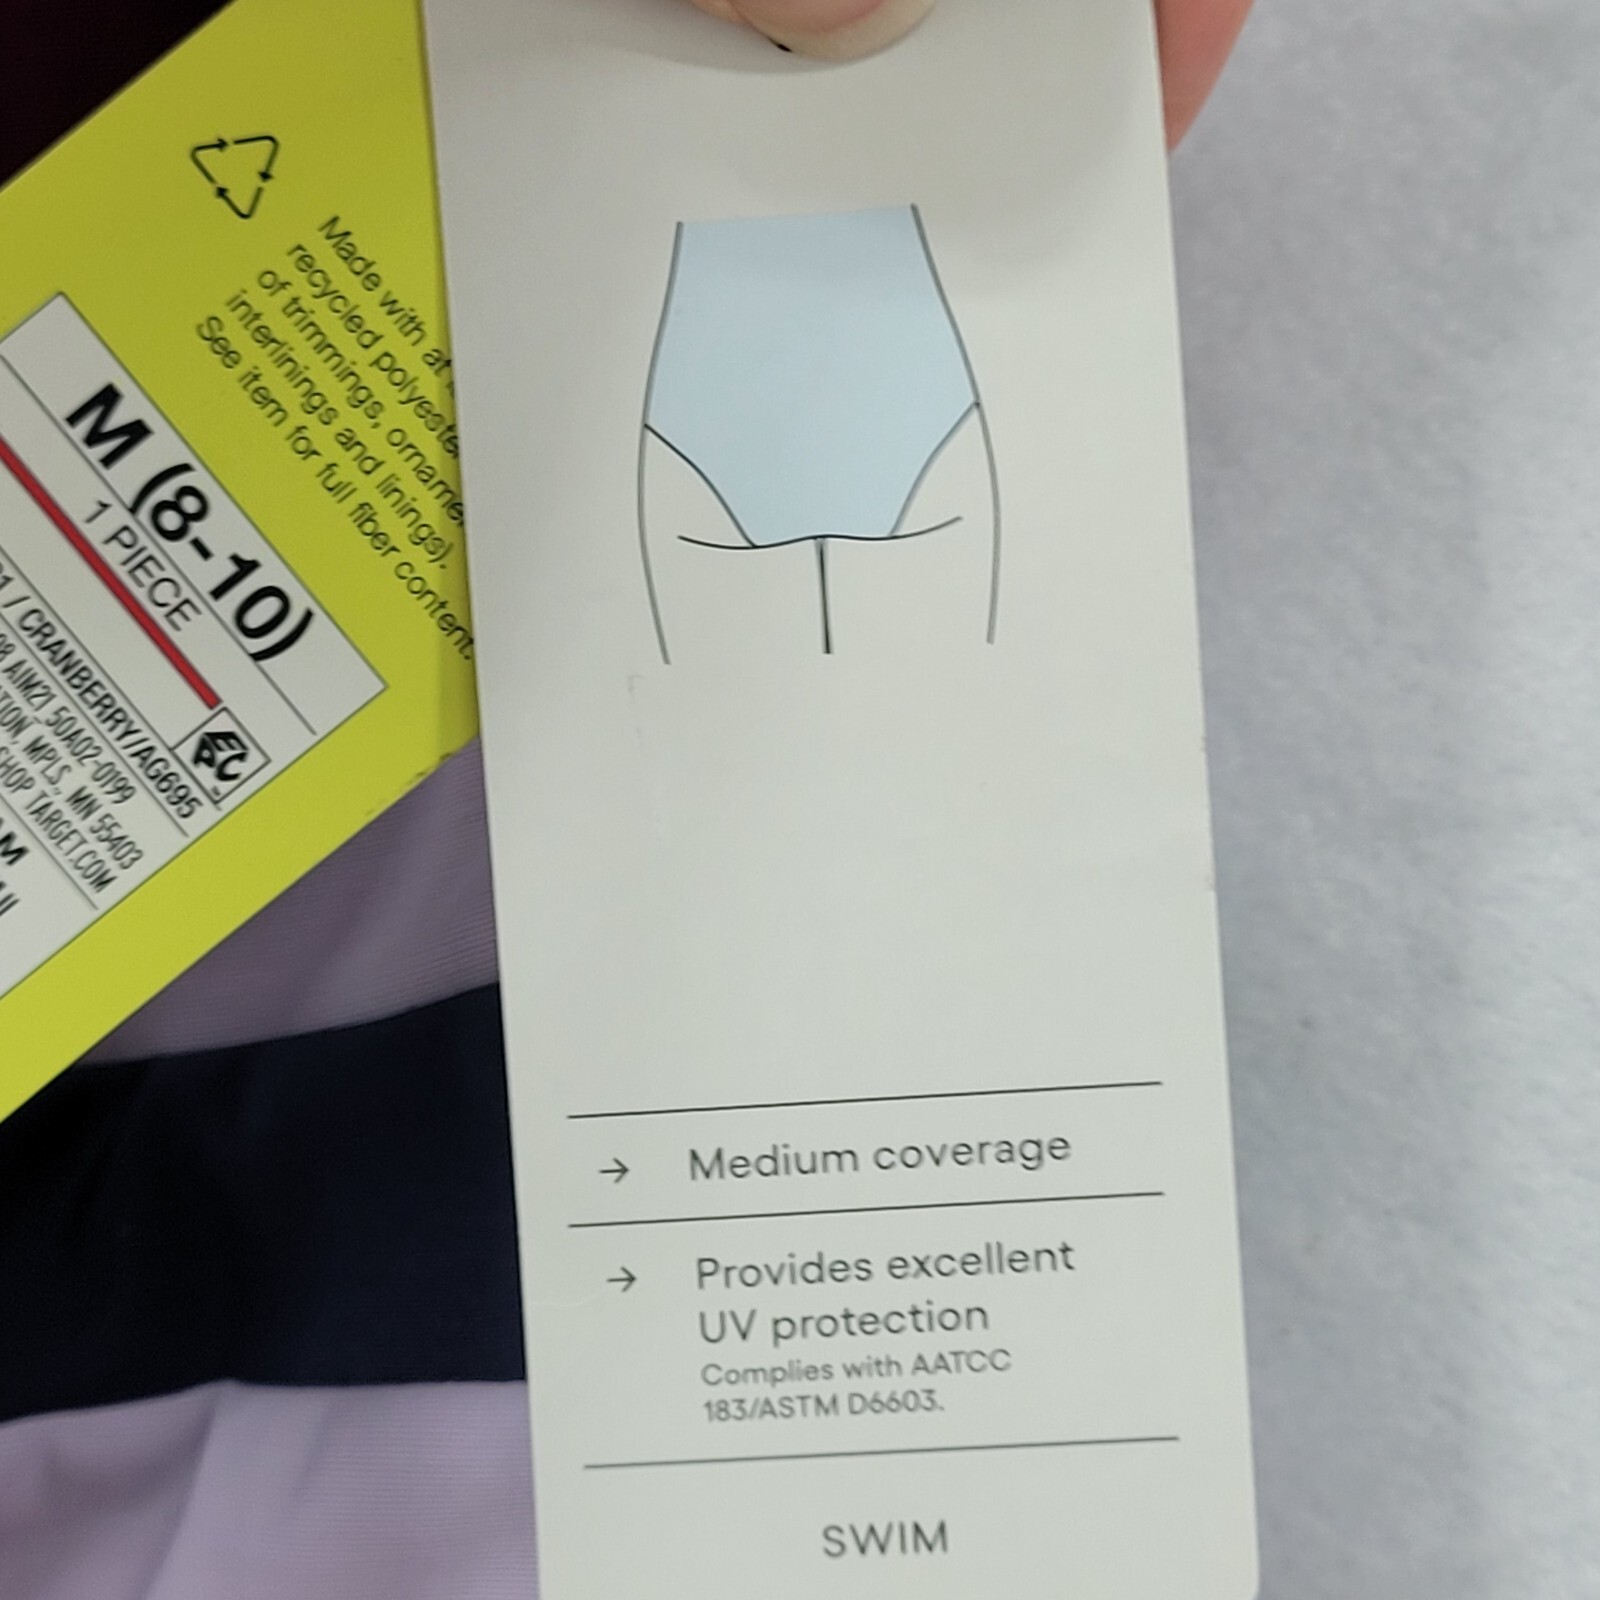 Made with at
recycled polyester
of trimmings, orname
interlinings and linings).
See item for full fiber content.
M (8-10)
1 PIECE
/ CRANBERRY/AG695
AIM21 50A02-0199
MPLS., MN 55403
SHOP TARGET.COM
Medium coverage
Provides excellent
UV protection
Complies with AATCC
183/ASTM D6603.
SWIM